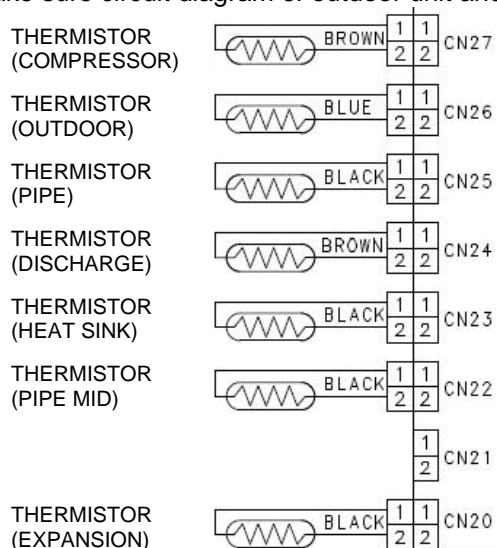 THERMISTOR
(COMPRESSOR)
BROWN 1 1 CN27
2 2
THERMISTOR
(OUTDOOR)
BLUE 1 1 CN26
2 2
THERMISTOR
(PIPE)
BLACK 1 1 CN25
2 2
THERMISTOR
(DISCHARGE)
BROWN 1 1 CN24
2 2
THERMISTOR
(HEAT SINK)
BLACK 1 1 CN23
2 2
THERMISTOR
(PIPE MID)
BLACK 1 1 CN22
2 2
1 CN21
2
THERMISTOR
(EXPANSION)
BLACK 1 1 CN20
2 2